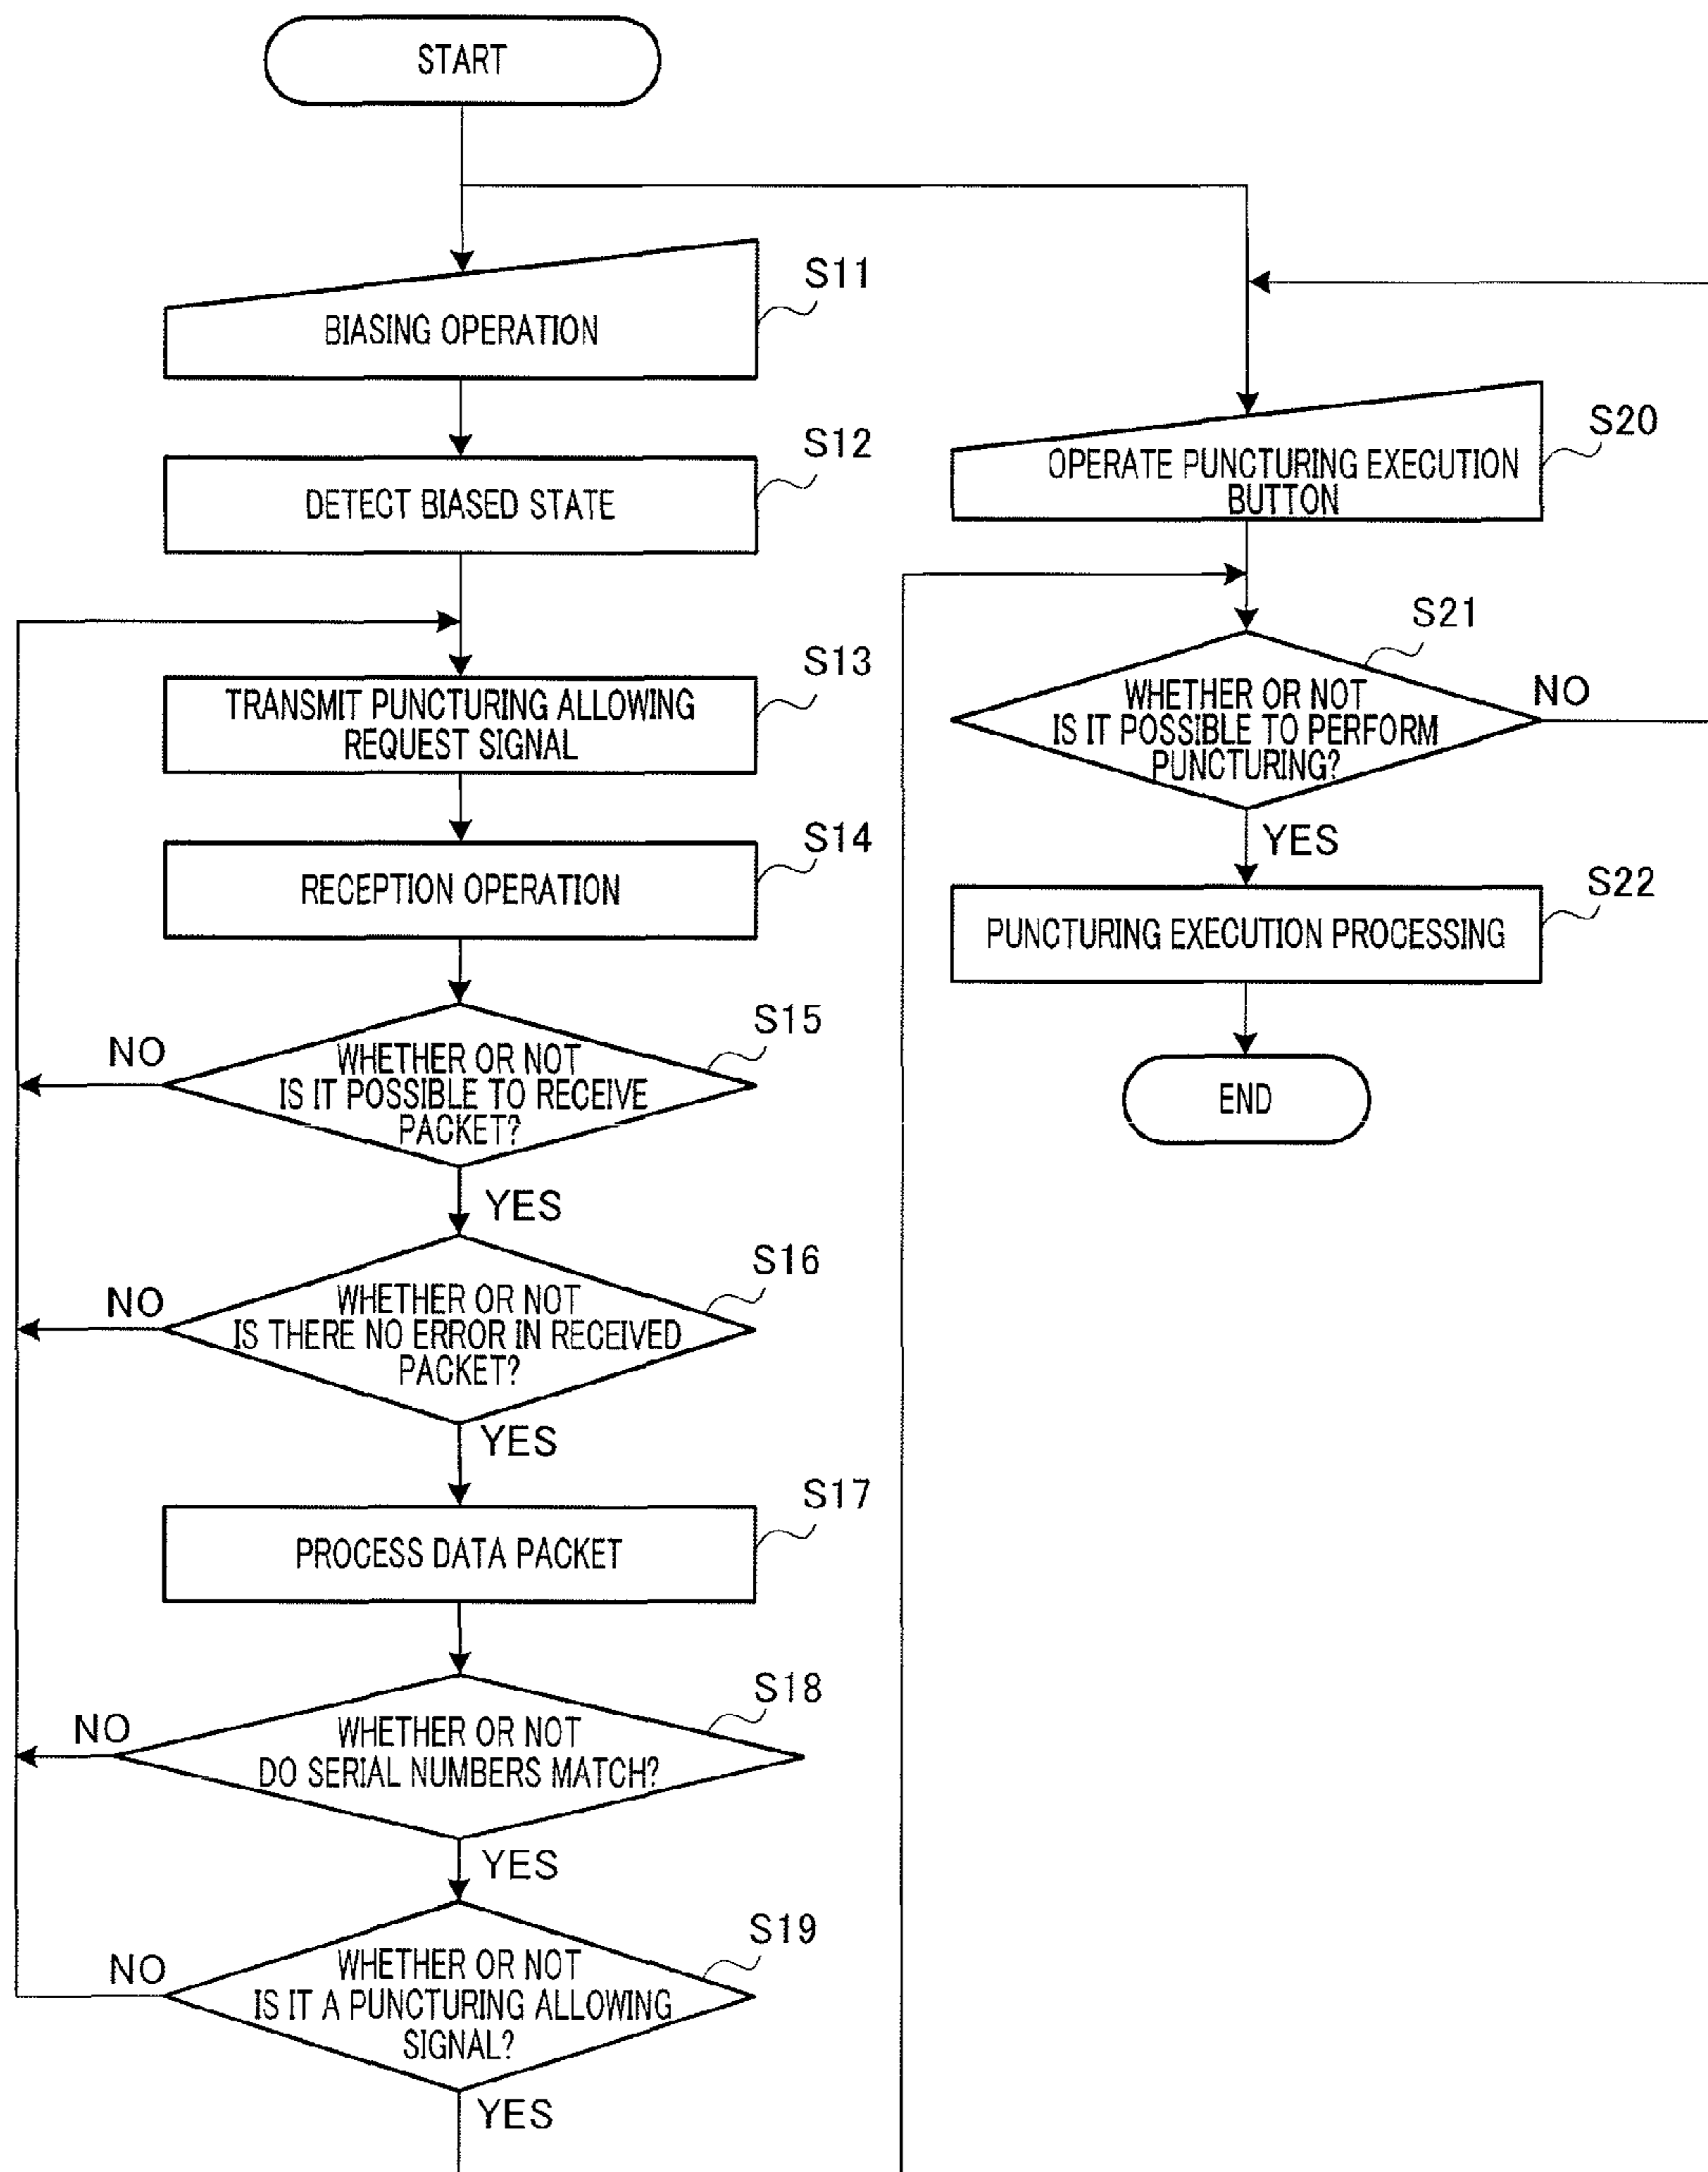 START
S11
BIASING OPERATION
S12
DETECT BIASED STATE
S13
TRANSMIT PUNCTURING ALLOWING
REQUEST SIGNAL
S14
RECEPTION OPERATION
S15
NO
WHETHER OR NOT
IS IT POSSIBLE TO RECEIVE
PACKET?
YES
S16
NO
WHETHER OR NOT
IS THERE NO ERROR IN RECEIVED
PACKET?
YES
S17
PROCESS DATA PACKET
S18
NO
WHETHER OR NOT
DO SERIAL NUMBERS MATCH?
YES
S19
NO
WHETHER OR NOT
IS IT A PUNCTURING ALLOWING
SIGNAL?
YES
S20
OPERATE PUNCTURING EXECUTION
BUTTON
S21
WHETHER OR NOT
IS IT POSSIBLE TO PERFORM
PUNCTURING?
NO
YES
S22
PUNCTURING EXECUTION PROCESSING
END